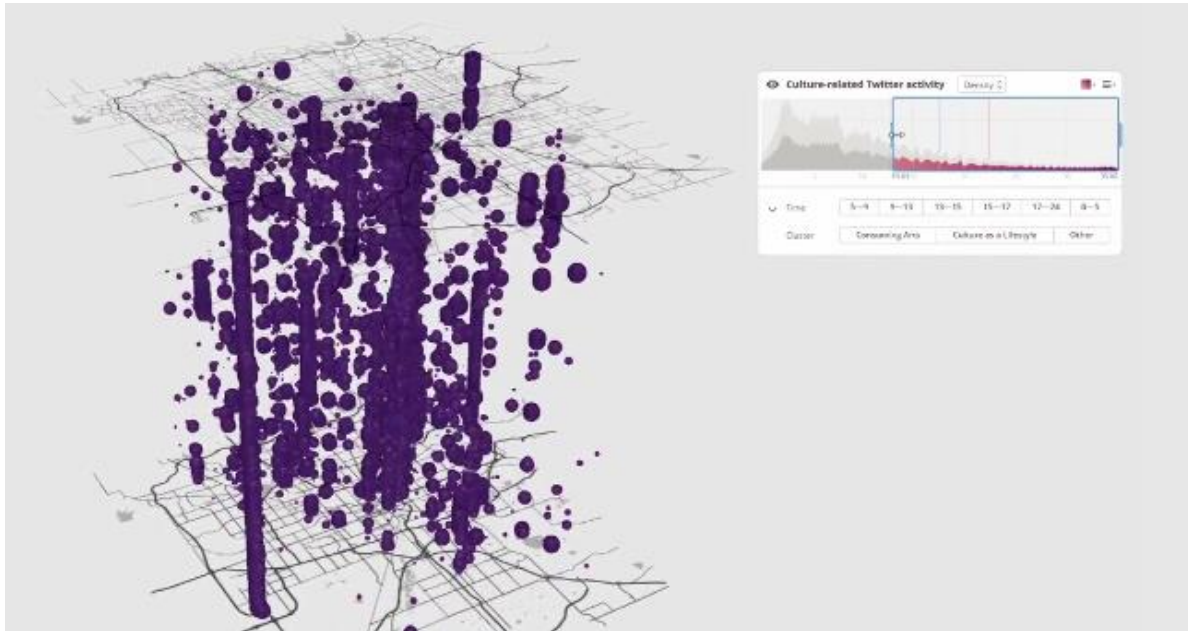 Culture-related Twitter activity Density
Time 5—9 9—13 13—15 15—17 17—24 0—5
Cluster Consuming Arts Culture as a Lifestyle Other